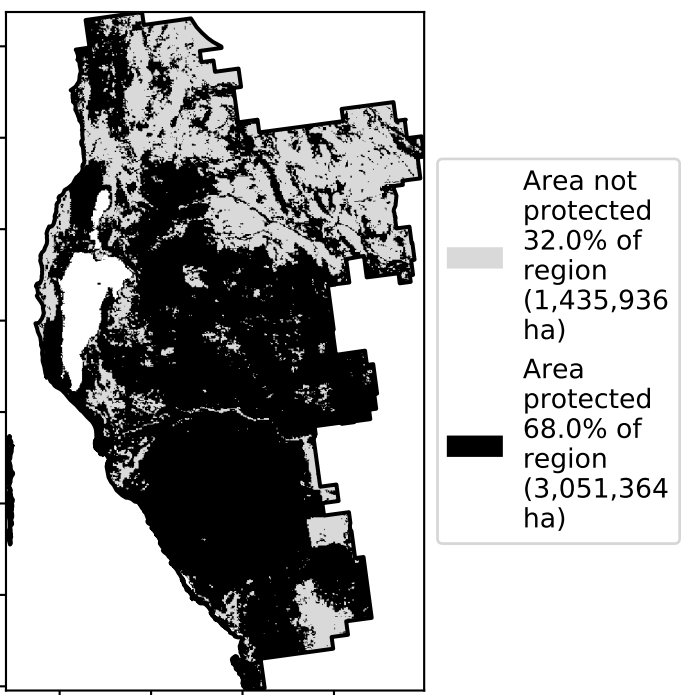 Area not
protected
32.0% of
region
(1,435,936
ha)
Area
protected
68.0% of
region
(3,051,364
ha)